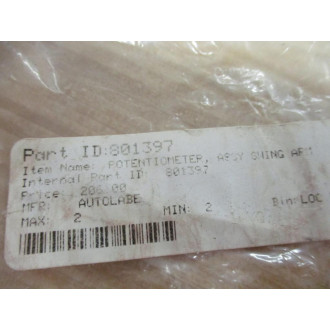 Part ID:801397
Item Name: POTENTIOMETER, ASSY SWING ARM
Internal Part ID: 801397
Price: 206.00
MFR: AUTOLABE
MAX: 2 MIN: 2 Bin:LOC